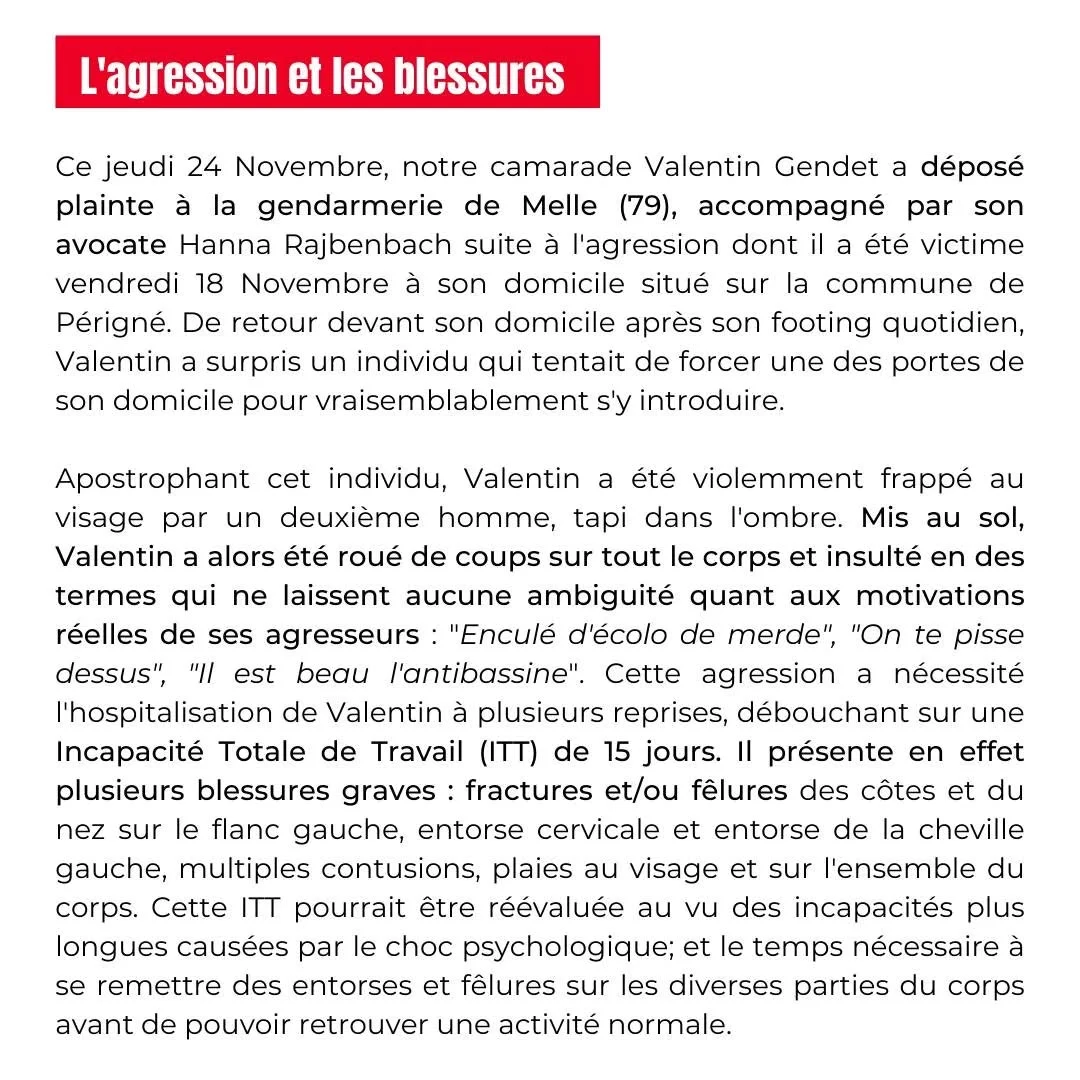 L'agression et les blessures
Ce jeudi 24 Novembre, notre camarade Valentin Gendet a déposé
plainte à la gendarmerie de Melle (79), accompagné par son
avocate Hanna Rajbenbach suite à l'agression dont il a été victime
vendredi 18 Novembre à son domicile situé sur la commune de
Périgné. De retour devant son domicile après son footing quotidien,
Valentin a surpris un individu qui tentait de forcer une des portes de
son domicile pour vraisemblablement s'y introduire.
Apostrophant cet individu, Valentin a été violemment frappé au
visage par un deuxième homme, tapi dans l'ombre. Mis au sol,
Valentin a alors été roué de coups sur tout le corps et insulté en des
termes qui ne laissent aucune ambiguité quant aux motivations
réelles de ses agresseurs : "Enculé d'écolo de merde", "On te pisse
dessus", "Il est beau l'antibassine". Cette agression a nécessité
l'hospitalisation de Valentin à plusieurs reprises, débouchant sur une
Incapacité Totale de Travail (ITT) de 15 jours. Il présente en effet
plusieurs blessures graves : fractures et/ou fêlures des côtes et du
nez sur le flanc gauche, entorse cervicale et entorse de la cheville
gauche, multiples contusions, plaies au visage et sur l'ensemble du
corps. Cette ITT pourrait être réévaluée au vu des incapacités plus
longues causées par le choc psychologique; et le temps nécessaire à
se remettre des entorses et fêlures sur les diverses parties du corps
avant de pouvoir retrouver une activité normale.